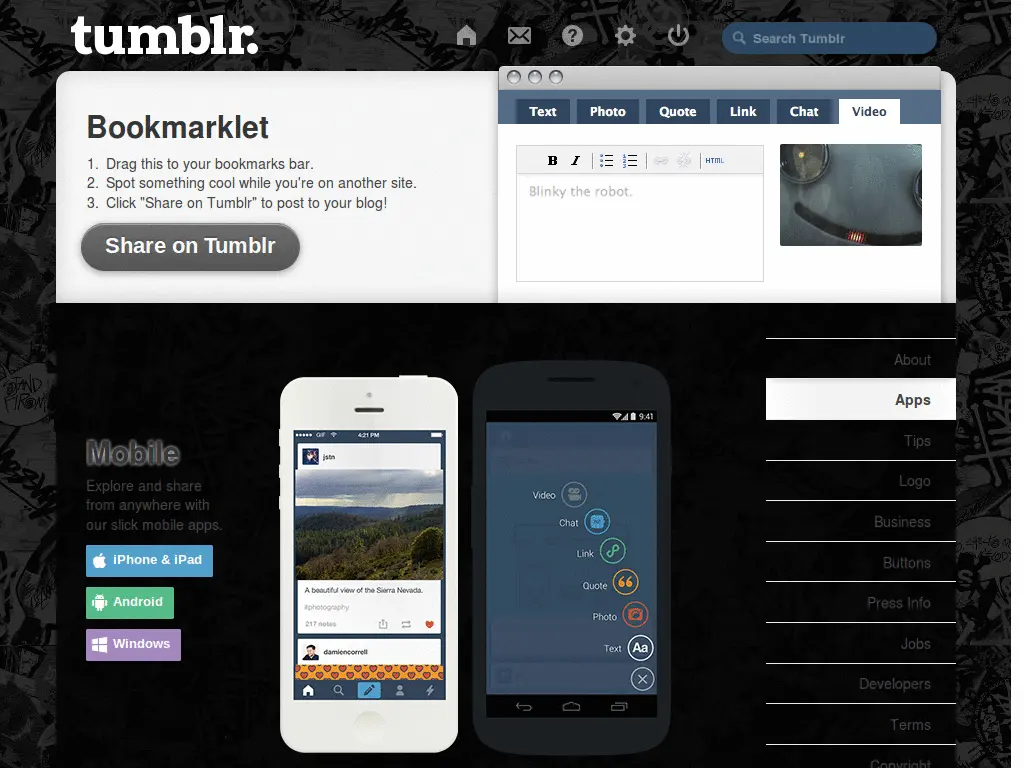 tumblr.
Search Tumblr
Bookmarklet
1. Drag this to your bookmarks bar.
2. Spot something cool while you're on another site.
3. Click "Share on Tumblr" to post to your blog!
Share on Tumblr
Text Photo Quote Link Chat Video
B I HTML
Blinky the robot.
Mobile
Explore and share
from anywhere with
our slick mobile apps.
iPhone & iPad
Android
Windows
GIF 4:21 PM
jstn
A beautiful view of the Sierra Nevada.
#photography
217 notes
damiencorrell
9:41
Video
Chat
Link
Quote
Photo
Text Aa
About
Apps
Tips
Logo
Business
Buttons
Press Info
Jobs
Developers
Terms
Copyright